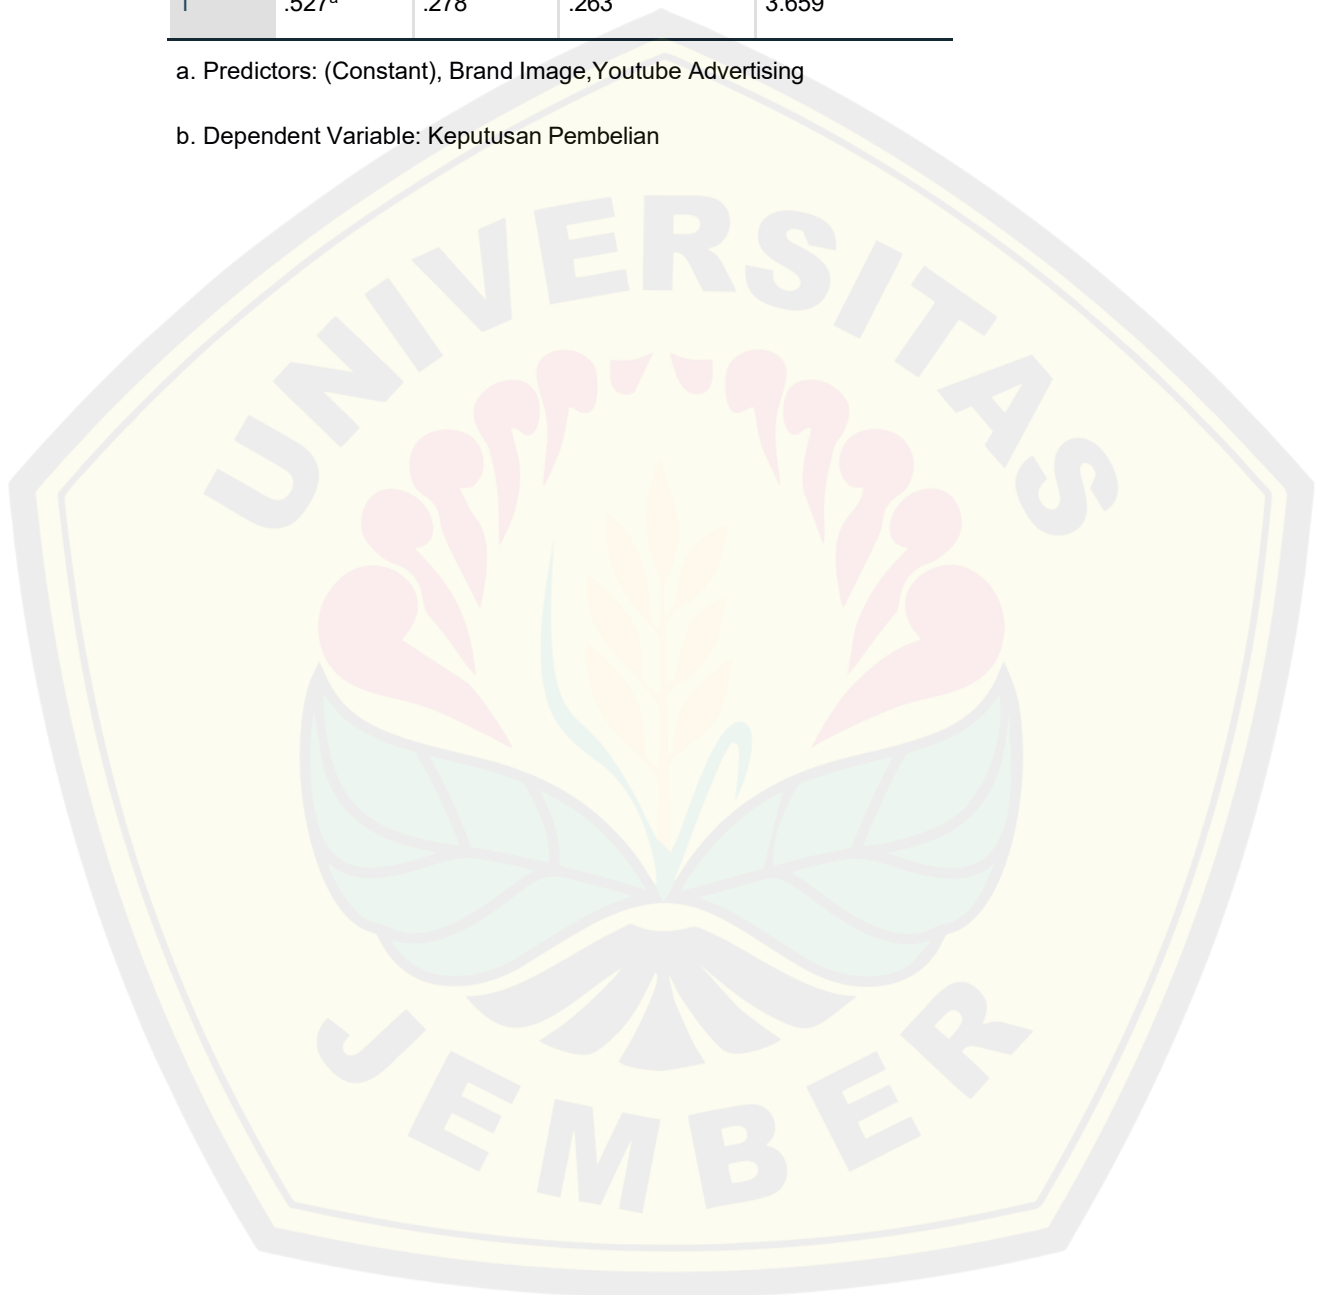 1 .527ᵃ .278 .263 3.659
a. Predictors: (Constant), Brand Image,Youtube Advertising
b. Dependent Variable: Keputusan Pembelian
UNIVERSITAS
JEMBER